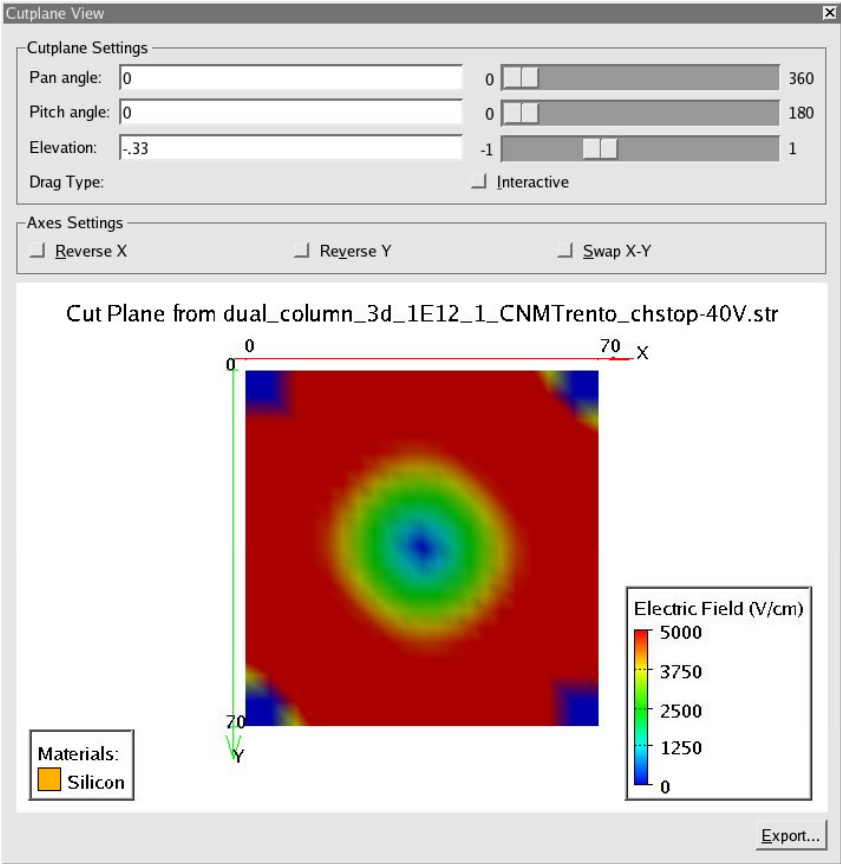 Cutplane View
Cutplane Settings
Pan angle: 0 0 360
Pitch angle: 0 0 180
Elevation: -.33 -1 1
Drag Type: Interactive
Axes Settings
Reverse X Reverse Y Swap X-Y
Cut Plane from dual_column_3d_1E12_1_CNMTrento_chstop-40V.str
0 70 X
0
70
Y
Electric Field (V/cm)
5000
3750
2500
1250
0
Materials:
Silicon
Export...